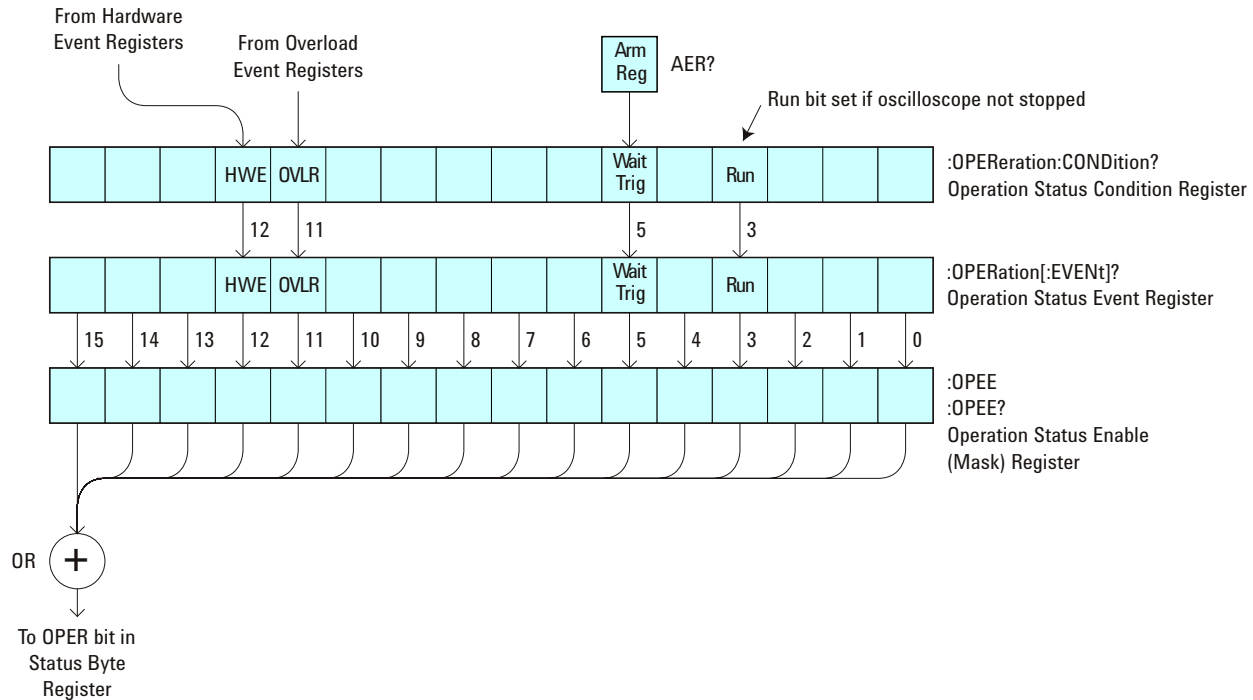 From Hardware
Event Registers
From Overload
Event Registers
Arm
Reg
AER?
Run bit set if oscilloscope not stopped
HWE OVLR Wait Trig Run
:OPEReration:CONDition?
Operation Status Condition Register
12 11 5 3
HWE OVLR Wait Trig Run
:OPERation[:EVENt]?
Operation Status Event Register
15 14 13 12 11 10 9 8 7 6 5 4 3 2 1 0
:OPEE
:OPEE?
Operation Status Enable
(Mask) Register
OR +
To OPER bit in
Status Byte
Register